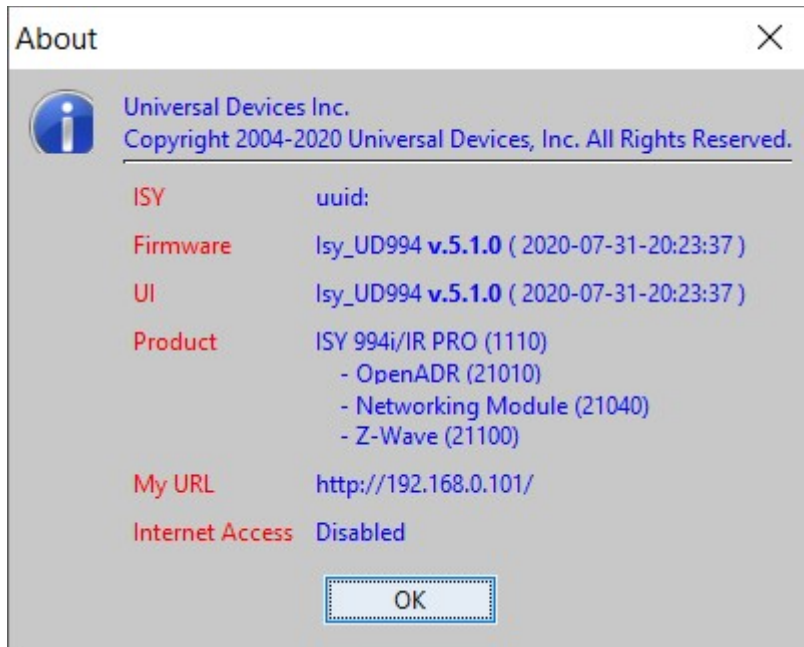 About
Universal Devices Inc.
Copyright 2004-2020 Universal Devices, Inc. All Rights Reserved.
ISY uuid:
Firmware Isy_UD994 v.5.1.0 ( 2020-07-31-20:23:37 )
UI Isy_UD994 v.5.1.0 ( 2020-07-31-20:23:37 )
Product ISY 994i/IR PRO (1110)
- OpenADR (21010)
- Networking Module (21040)
- Z-Wave (21100)
My URL http://192.168.0.101/
Internet Access Disabled
OK